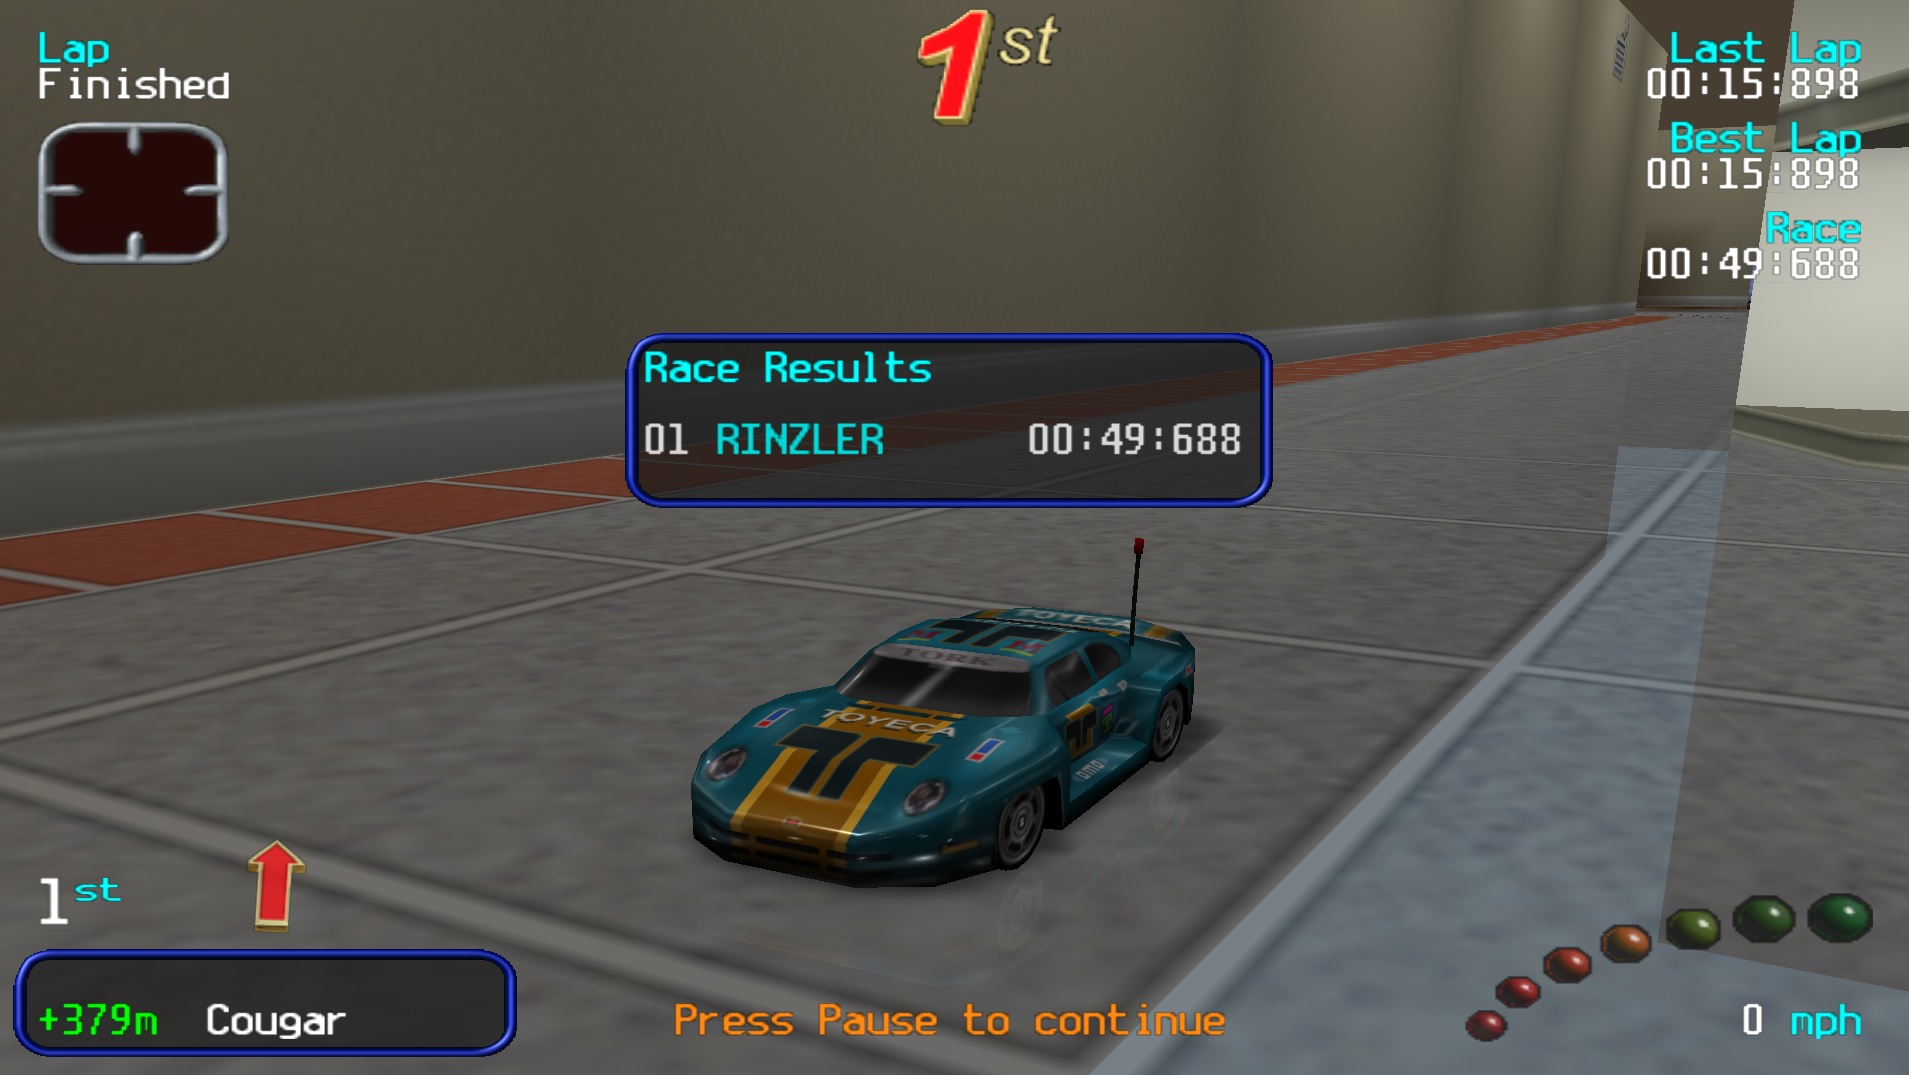 Lap
Finished
1st
Last Lap
00:15:898
Best Lap
00:15:898
Race
00:49:688
Race Results
01 RINZLER 00:49:688
TOYECA
TORK
TOYECA
1st
+379m Cougar
Press Pause to continue
0 mph